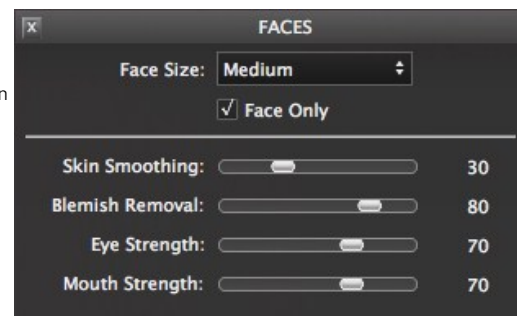 x FACES
Face Size: Medium
n
✓ Face Only
Skin Smoothing: 30
Blemish Removal: 80
Eye Strength: 70
Mouth Strength: 70